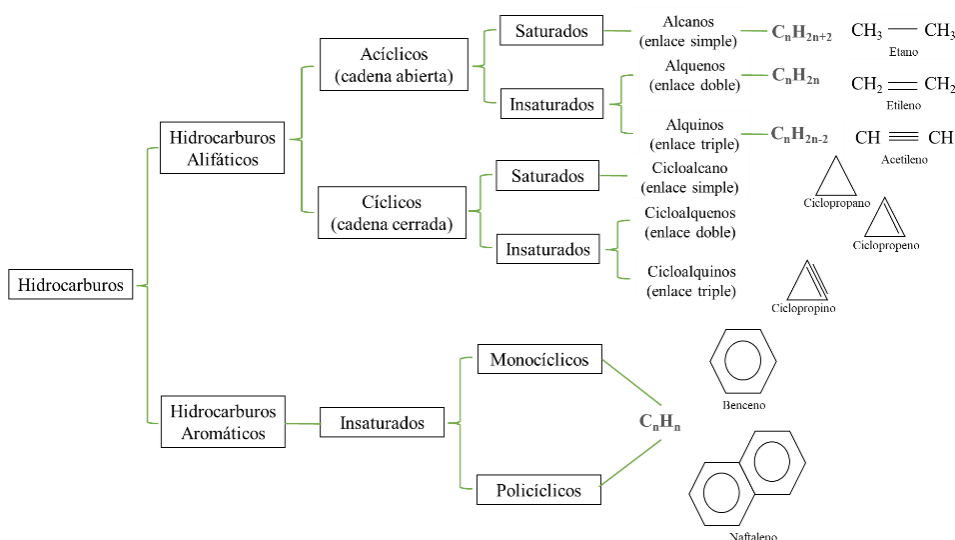 Hidrocarburos
Hidrocarburos
Alifáticos
Acíclicos
(cadena abierta)
Saturados
Alcanos
(enlace simple)
CnH2n+2
CH3 — CH3
Etano
Insaturados
Alquenos
(enlace doble)
CnH2n
CH2 = CH2
Etileno
Alquinos
(enlace triple)
CnH2n-2
CH ≡ CH
Acetileno
Cíclicos
(cadena cerrada)
Saturados
Cicloalcano
(enlace simple)
Ciclopropano
Insaturados
Cicloalquenos
(enlace doble)
Ciclopropeno
Cicloalquinos
(enlace triple)
Ciclopropino
Hidrocarburos
Aromáticos
Insaturados
Monocíclicos
Policíclicos
CnHn
Benceno
Naftaleno